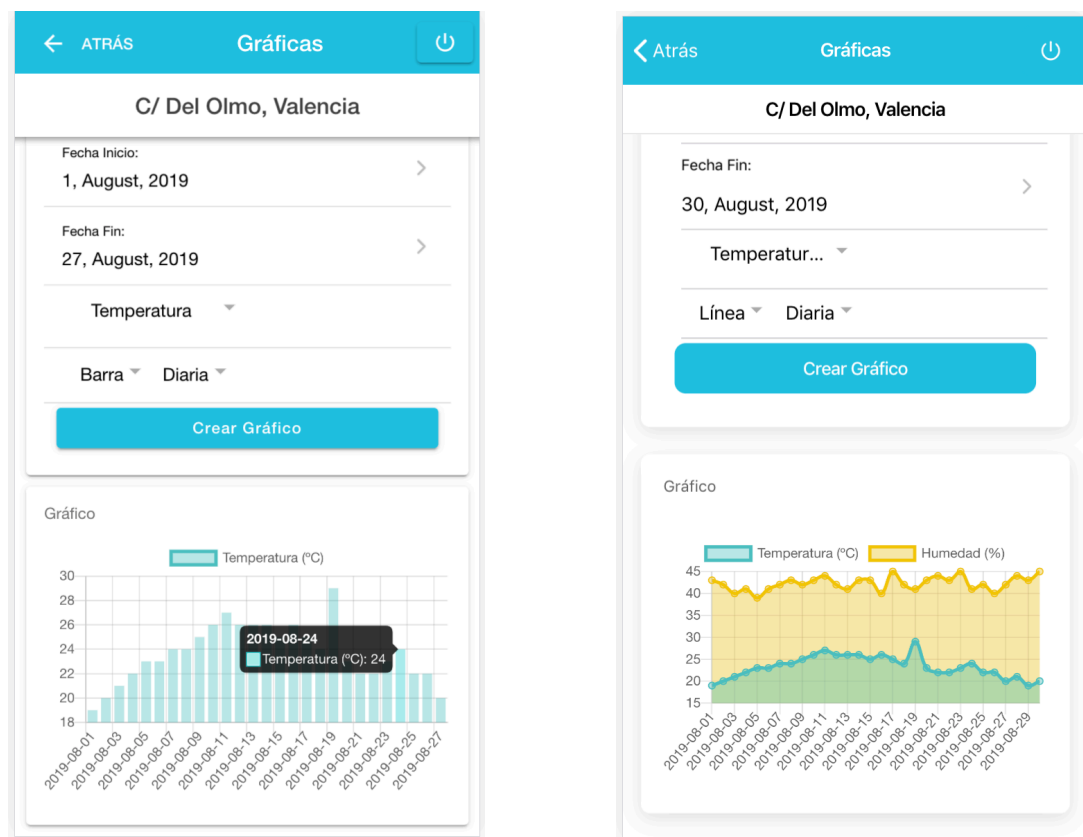 ATRÁS Gráficas
C/ Del Olmo, Valencia
Fecha Inicio:
1, August, 2019
Fecha Fin:
27, August, 2019
Temperatura
Barra Diaria
Crear Gráfico
Gráfico
Temperatura (ºC)
30
28
26
24
22
20
18
2019-08-24
Temperatura (ºC): 24
2019-08-01
2019-08-03
2019-08-05
2019-08-07
2019-08-09
2019-08-11
2019-08-13
2019-08-15
2019-08-17
2019-08-19
2019-08-21
2019-08-23
2019-08-25
2019-08-27
Atrás Gráficas
C/ Del Olmo, Valencia
Fecha Fin:
30, August, 2019
Temperatur...
Línea Diaria
Crear Gráfico
Gráfico
Temperatura (ºC) Humedad (%)
45
40
35
30
25
20
15
2019-08-01
2019-08-03
2019-08-05
2019-08-07
2019-08-09
2019-08-11
2019-08-13
2019-08-15
2019-08-17
2019-08-19
2019-08-21
2019-08-23
2019-08-25
2019-08-27
2019-08-29